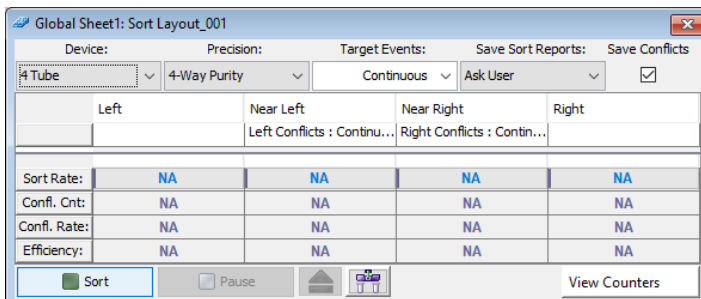 Global Sheet1: Sort Layout_001
Device: Precision: Target Events: Save Sort Reports: Save Conflicts
4 Tube 4-Way Purity Continuous Ask User
Left Near Left Near Right Right
Left Conflicts : Continu... Right Conflicts : Contin...
Sort Rate: NA NA NA NA
Confl. Cnt: NA NA NA NA
Confl. Rate: NA NA NA NA
Efficiency: NA NA NA NA
Sort Pause View Counters